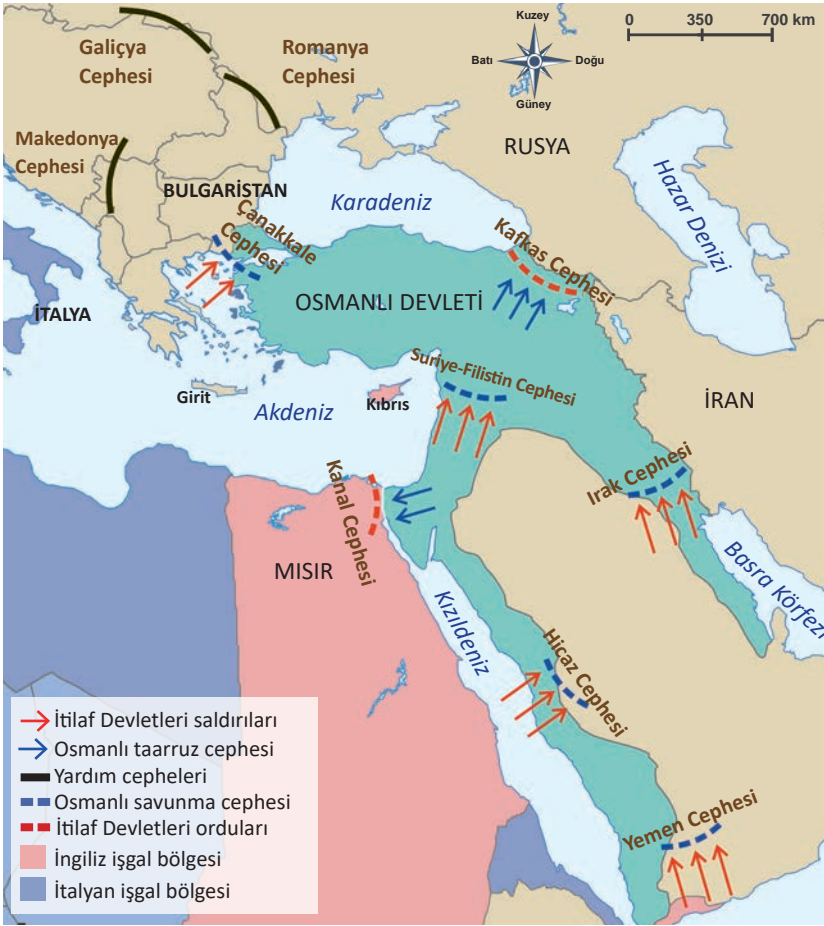 Galiçya
Cephesi
Romanya
Cephesi
Kuzey
Batı
Doğu
Güney
0 350 700 km
Makedonya
Cephesi
RUSYA
BULGARİSTAN
Karadeniz
Hazar Denizi
Çanakkale
Cephesi
Kafkas Cephesi
İTALYA
OSMANLI DEVLETİ
Suriye-Filistin Cephesi
Girit
Kıbrıs
Akdeniz
İRAN
Irak Cephesi
Kanal Cephesi
MISIR
Basra Körfezi
Kızıldeniz
Hicaz Cephesi
Yemen Cephesi
İtilaf Devletleri saldırıları
Osmanlı taarruz cephesi
Yardım cepheleri
Osmanlı savunma cephesi
İtilaf Devletleri orduları
İngiliz işgal bölgesi
İtalyan işgal bölgesi